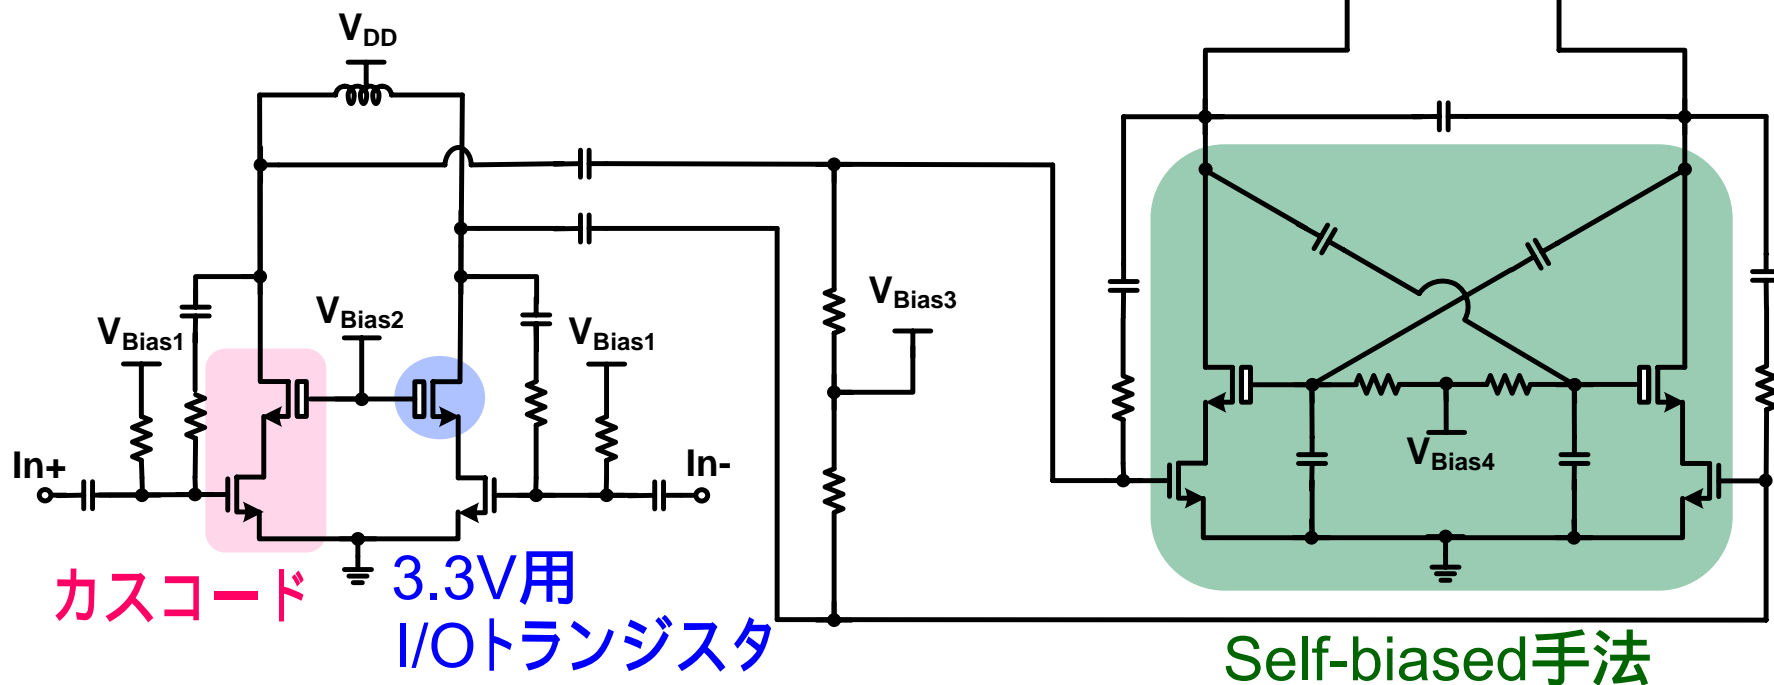 VDD
VBias1
VBias2
VBias1
VBias3
VBias4
In+
In-
カスコード
3.3V用
I/Oトランジスタ
Self-biased手法